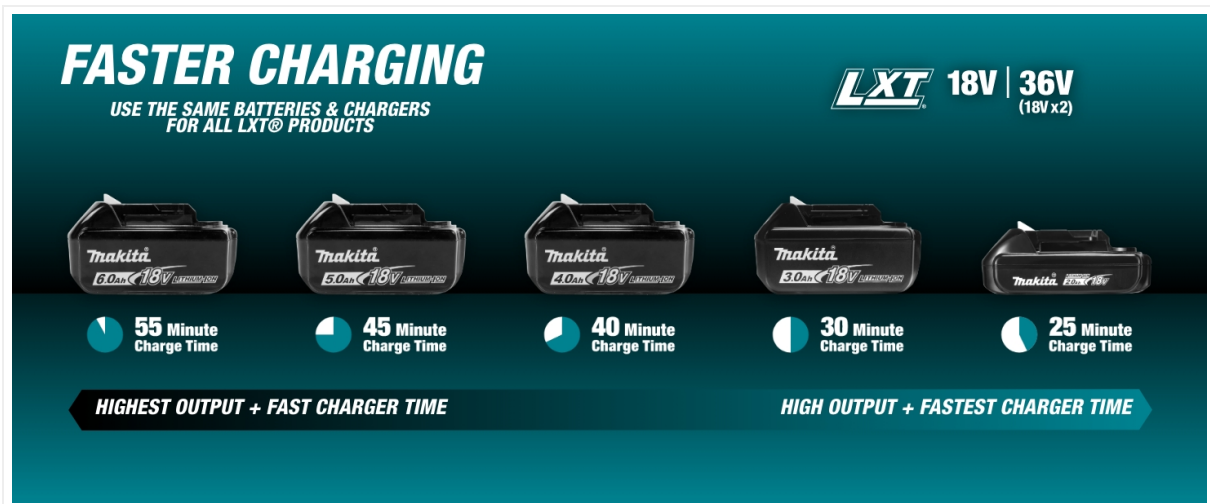 FASTER CHARGING
USE THE SAME BATTERIES & CHARGERS
FOR ALL LXT® PRODUCTS
LXT® 18V | 36V
(18V x2)
makita®
6.0Ah 18V LITHIUM-ION
makita®
5.0Ah 18V LITHIUM-ION
makita®
4.0Ah 18V LITHIUM-ION
makita®
3.0Ah 18V LITHIUM-ION
makita®
2.0Ah 18V
55 Minute
Charge Time
45 Minute
Charge Time
40 Minute
Charge Time
30 Minute
Charge Time
25 Minute
Charge Time
HIGHEST OUTPUT + FAST CHARGER TIME
HIGH OUTPUT + FASTEST CHARGER TIME